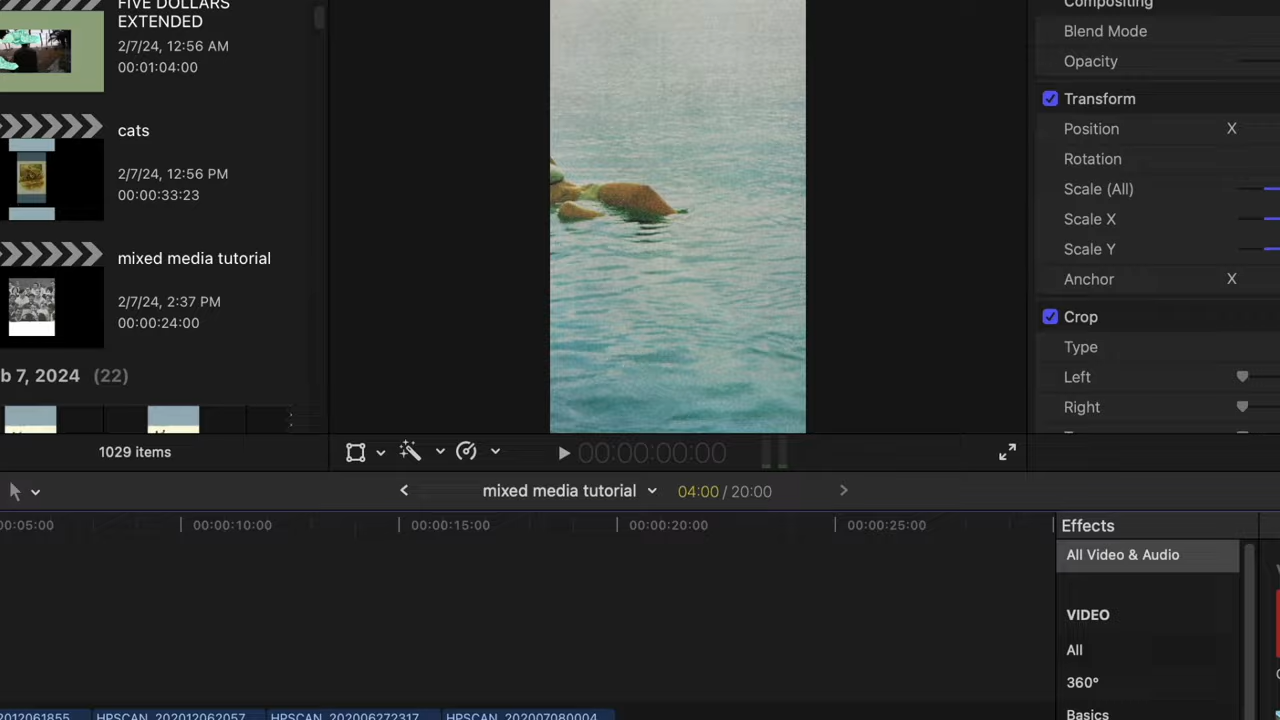 FIVE DOLLARS
EXTENDED
2/7/24, 12:56 AM
00:01:04:00
cats
2/7/24, 12:56 PM
00:00:33:23
mixed media tutorial
2/7/24, 2:37 PM
00:00:24:00
b 7, 2024 (22)
1029 items
00:00:00:00
Compositing
Blend Mode
Opacity
Transform
Position X
Rotation
Scale (All)
Scale X
Scale Y
Anchor X
Crop
Type
Left
Right
mixed media tutorial 04:00 / 20:00
00:05:00 00:00:10:00 00:00:15:00 00:00:20:00 00:00:25:00
Effects
All Video & Audio
VIDEO
All
360°
Basics
2012061855 HPSCAN_202012062057 HPSCAN_202006272317 HPSCAN_202007080004